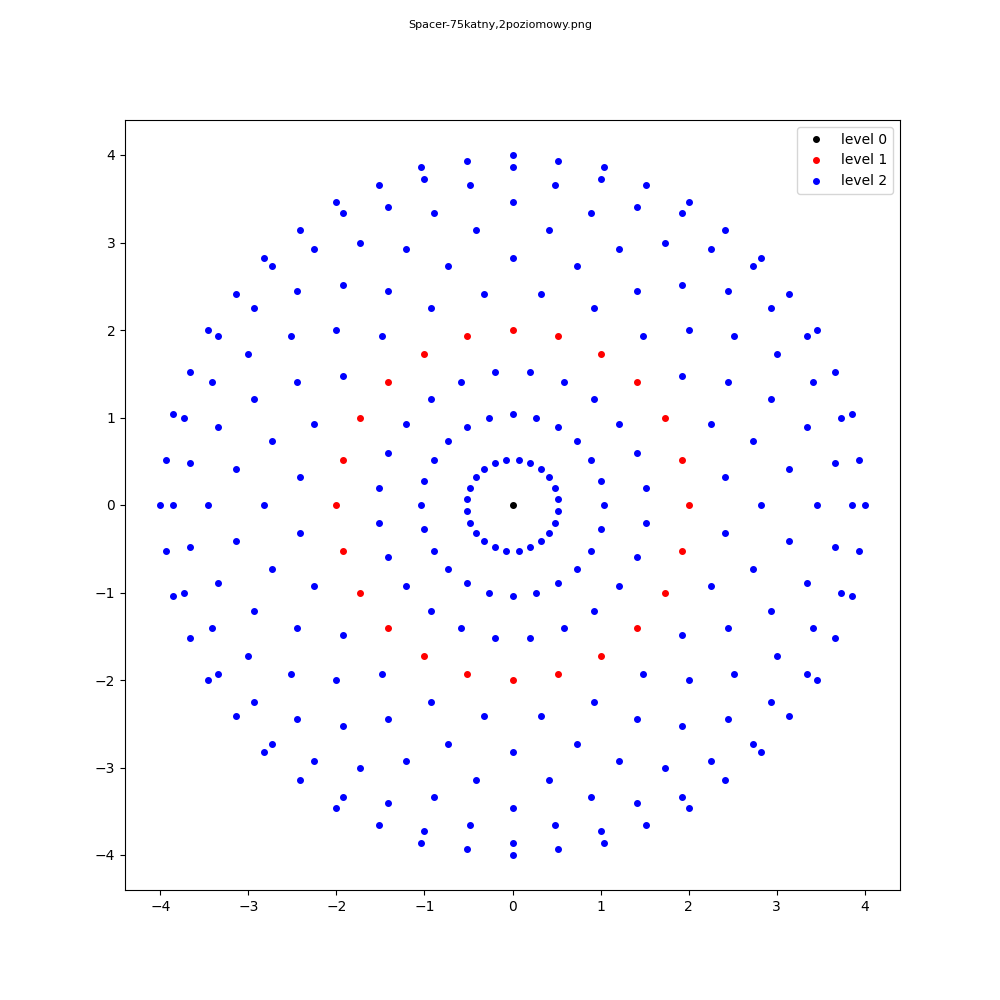 Spacer-75katny,2poziomowy.png
level 0
level 1
level 2
4
3
2
1
0
−1
−2
−3
−4
−4 −3 −2 −1 0 1 2 3 4